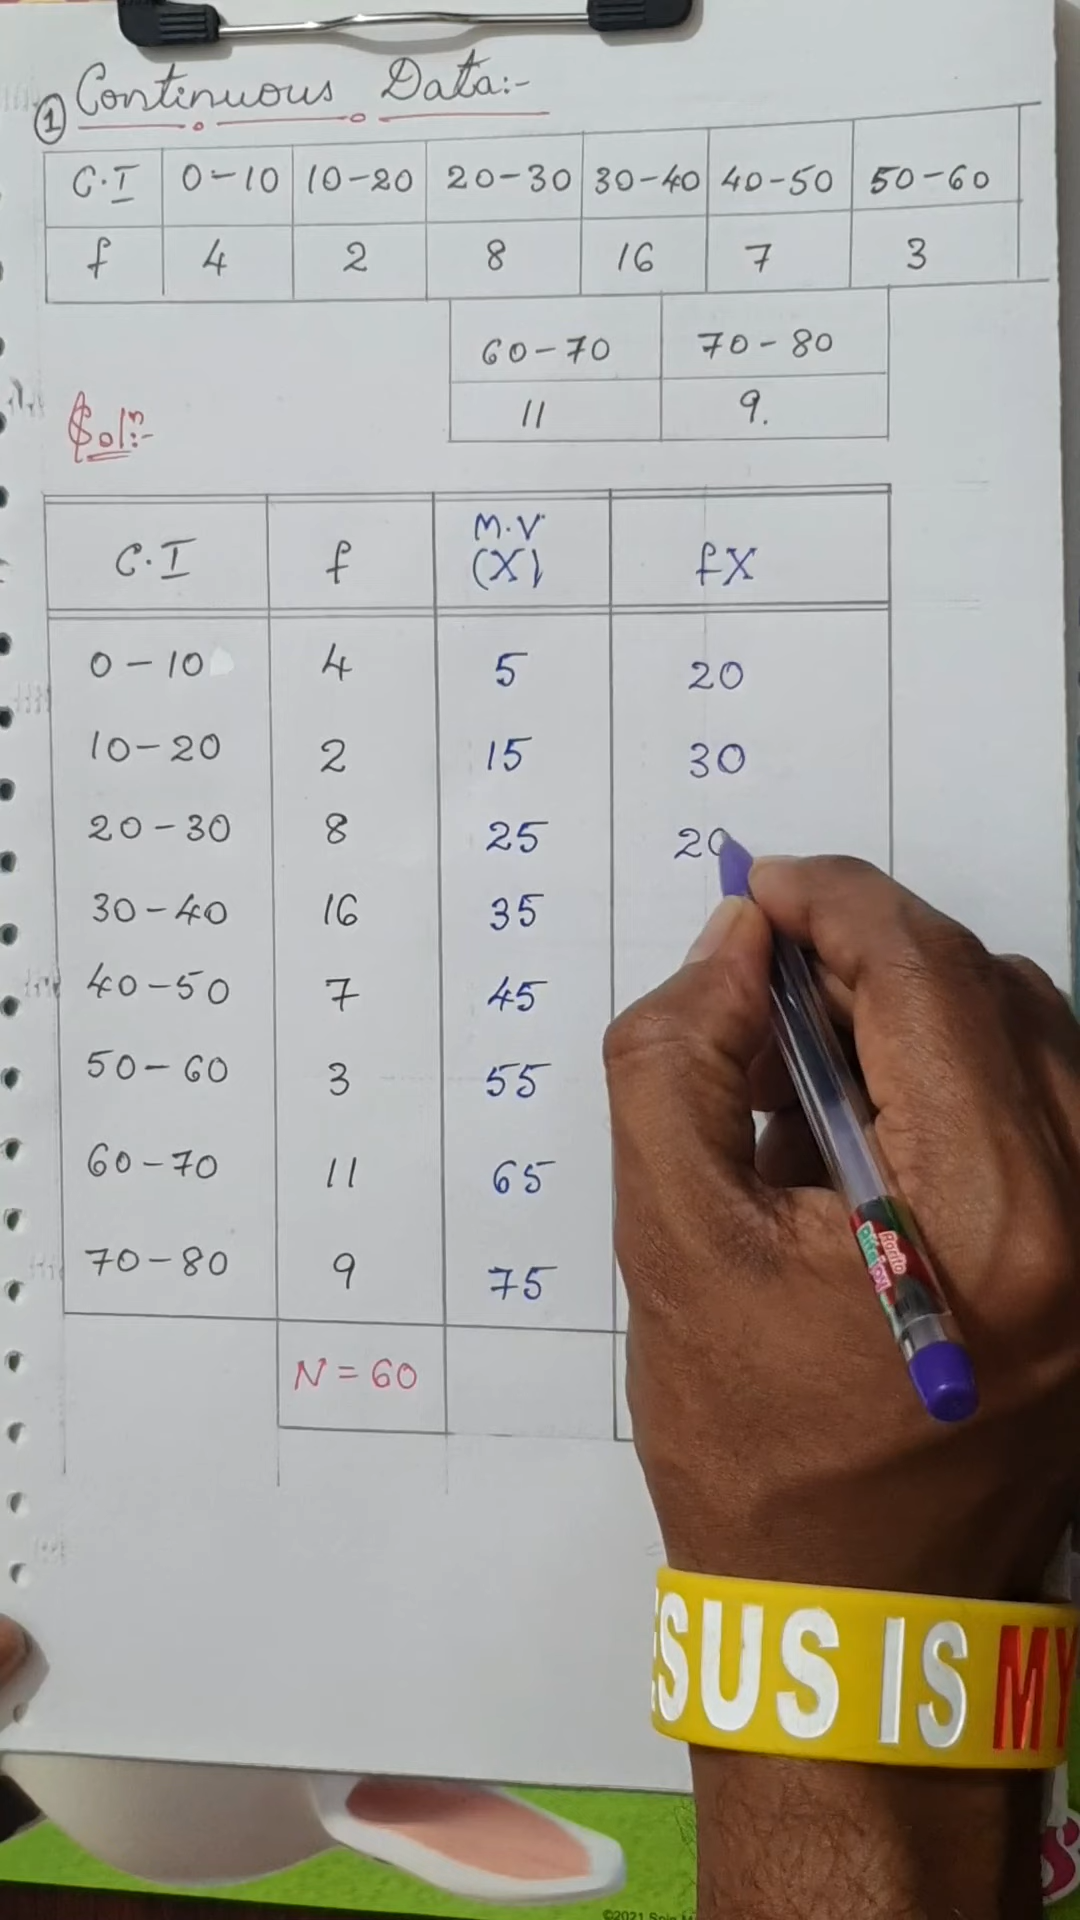 ① Continuous Data:-
C.I 0-10 10-20 20-30 30-40 40-50 50-60
f 4 2 8 16 7 3
60-70 70-80
11 9.
Solⁿ:-
C.I f M.V (X) fX
0-10 4 5 20
10-20 2 15 30
20-30 8 25 20
30-40 16 35
40-50 7 45
50-60 3 55
60-70 11 65
70-80 9 75
N = 60
Rorito
ESUS IS MY
©2021